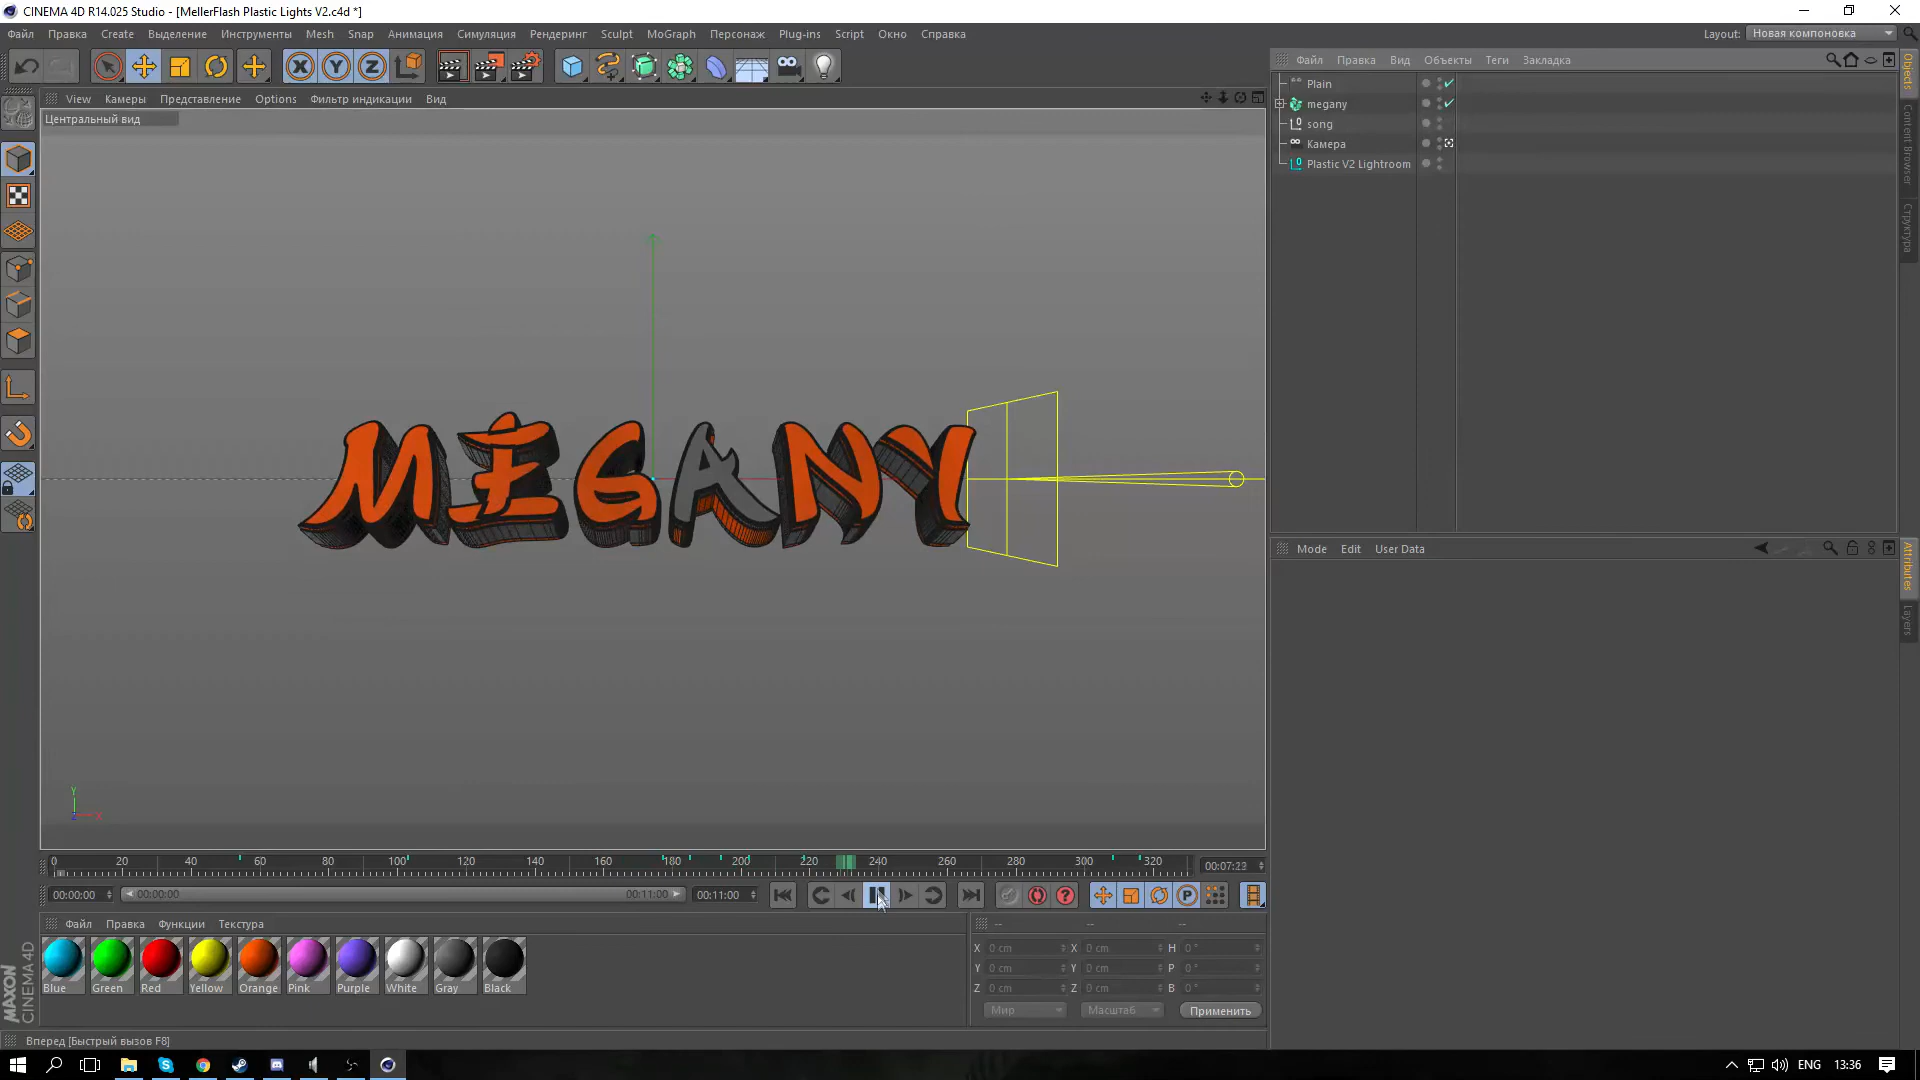 CINEMA 4D R14.025 Studio - [MellerFlash Plastic Lights V2.c4d *]
Файл Правка Create Выделение Инструменты Mesh Snap Анимация Симуляция Рендеринг Sculpt MoGraph Персонаж Plug-ins Script Окно Справка
Layout: Новая компоновка
View Камеры Представление Options Фильтр индикации Вид
Центральный вид
MEGANY
Y
X
Z
Файл Правка Вид Объекты Теги Закладка
Plain
megany
song
Камера
Plastic V2 Lightroom
Objects
Content Browser
Структура
Mode Edit User Data
Attributes
Layers
0 20 40 60 80 100 120 140 160 180 200 220 240 260 280 300 320
00:07:23
00:00:00 00:00:00 00:11:00 00:11:00
Файл Правка Функции Текстура
Blue Green Red Yellow Orange Pink Purple White Gray Black
-- -- --
X 0 cm X 0 cm H 0 °
Y 0 cm Y 0 cm P 0 °
Z 0 cm Z 0 cm B 0 °
Мир Масштаб Применить
MAXON
CINEMA 4D
Вперед [Быстрый вызов F8]
ENG 13:36